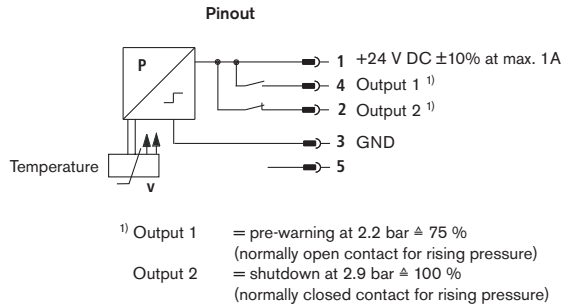 Pinout
P
1 +24 V DC ±10% at max. 1A
4 Output 1 ¹⁾
2 Output 2 ¹⁾
3 GND
5
Temperature
v
¹⁾ Output 1 = pre-warning at 2.2 bar ≙ 75 %
(normally open contact for rising pressure)
Output 2 = shutdown at 2.9 bar ≙ 100 %
(normally closed contact for rising pressure)